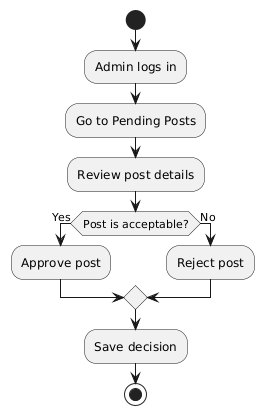 Admin logs in
Go to Pending Posts
Review post details
Yes
Post is acceptable?
No
Approve post
Reject post
Save decision